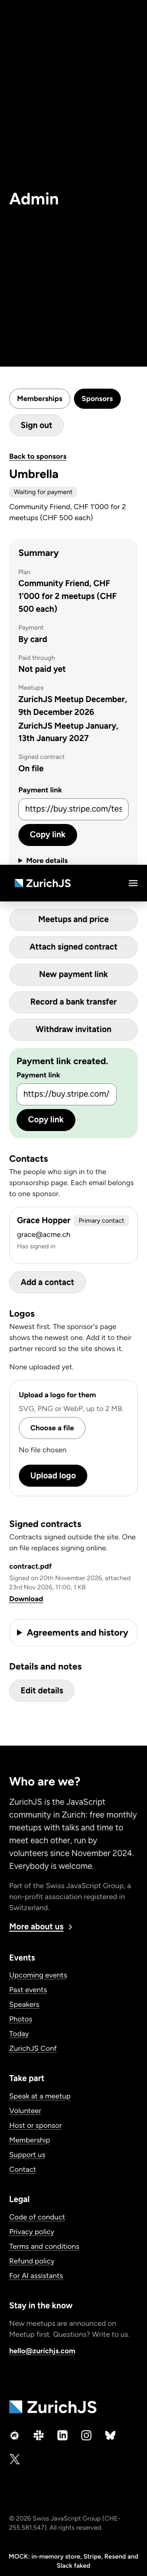 Admin
Memberships
Sponsors
Sign out
Back to sponsors
Umbrella
Waiting for payment
Community Friend, CHF 1'000 for 2
meetups (CHF 500 each)
Summary
Plan
Community Friend, CHF
1'000 for 2 meetups (CHF
500 each)
Payment
By card
Paid through
Not paid yet
Meetups
ZurichJS Meetup December,
9th December 2026
ZurichJS Meetup January,
13th January 2027
Signed contract
On file
Payment link
https://buy.stripe.com/tes
Copy link
▶ More details
ZurichJS
Meetups and price
Attach signed contract
New payment link
Record a bank transfer
Withdraw invitation
Payment link created.
Payment link
https://buy.stripe.com/
Copy link
Contacts
The people who sign in to the
sponsorship page. Each email belongs
to one sponsor.
Grace Hopper
Primary contact
grace@acme.ch
Has signed in
Add a contact
Logos
Newest first. The sponsor's page
shows the newest one. Add it to their
partner record so the site shows it.
None uploaded yet.
Upload a logo for them
SVG, PNG or WebP, up to 2 MB.
Choose a file
No file chosen
Upload logo
Signed contracts
Contracts signed outside the site. One
on file replaces signing online.
contract.pdf
Signed on 20th November 2026, attached
23rd Nov 2026, 11:00, 1 KB
Download
▶ Agreements and history
Details and notes
Edit details
Who are we?
ZurichJS is the JavaScript
community in Zurich: free monthly
meetups with talks and time to
meet each other, run by
volunteers since November 2024.
Everybody is welcome.
Part of the Swiss JavaScript Group, a
non-profit association registered in
Switzerland.
More about us
Events
Upcoming events
Past events
Speakers
Photos
Today
ZurichJS Conf
Take part
Speak at a meetup
Volunteer
Host or sponsor
Membership
Support us
Contact
Legal
Code of conduct
Privacy policy
Terms and conditions
Refund policy
For AI assistants
Stay in the know
New meetups are announced on
Meetup first. Questions? Write to us.
hello@zurichjs.com
ZurichJS
© 2026 Swiss JavaScript Group (CHE-
255.581.547). All rights reserved.
MOCK: in-memory store, Stripe, Resend and
Slack faked